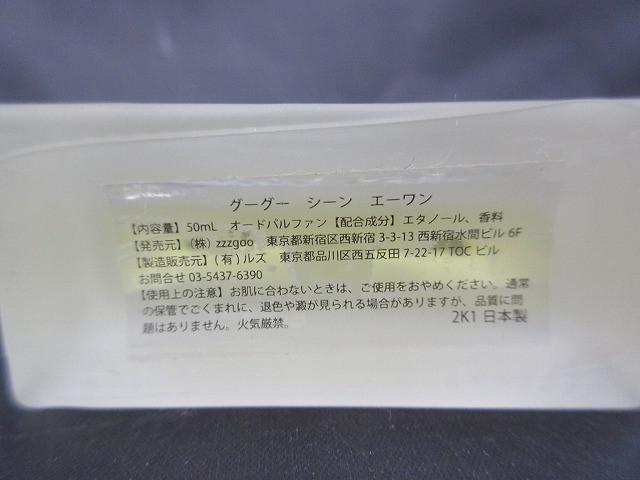 グーグー シーン エーワン
【内容量】50mL オードパルファン【配合成分】エタノール、香料
【発売元】(株) zzzgoo 東京都新宿区西新宿 3-3-13 西新宿水間ビル 6F
【製造販売元】(有) ルズ 東京都品川区西五反田 7-22-17 TOC ビル
お問合せ 03-5437-6390
【使用上の注意】お肌に合わないときは、ご使用をおやめください。通常
の保管でごくまれに、退色や澱が見られる場合がありますが、品質に問
題はありません。火気厳禁。
2K1 日本製